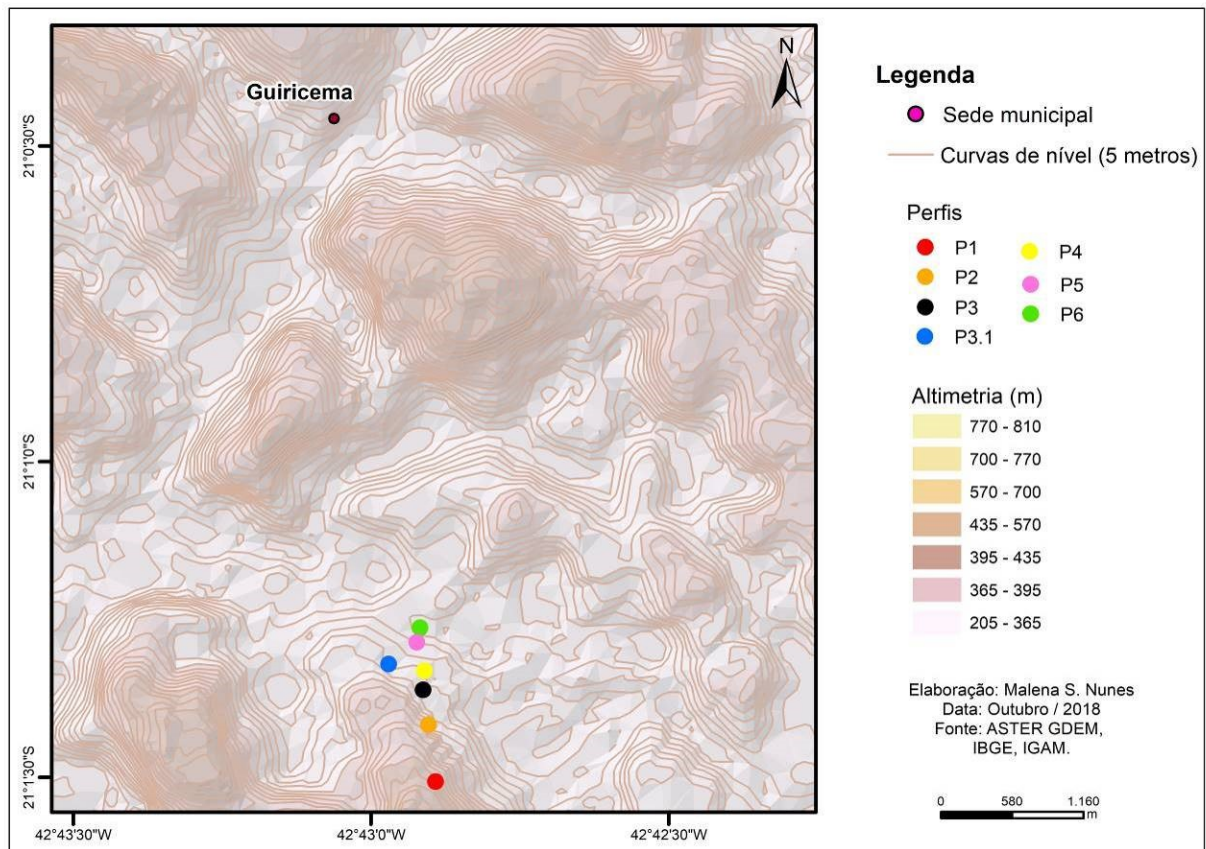 Guiricema
N
21°0'30"S
21°1'0"S
21°1'30"S
42°43'30"W
42°43'0"W
42°42'30"W
Legenda
Sede municipal
Curvas de nível (5 metros)
Perfis
P1
P2
P3
P3.1
P4
P5
P6
Altimetria (m)
770 - 810
700 - 770
570 - 700
435 - 570
395 - 435
365 - 395
205 - 365
Elaboração: Malena S. Nunes
Data: Outubro / 2018
Fonte: ASTER GDEM,
IBGE, IGAM.
0 580 1.160
m